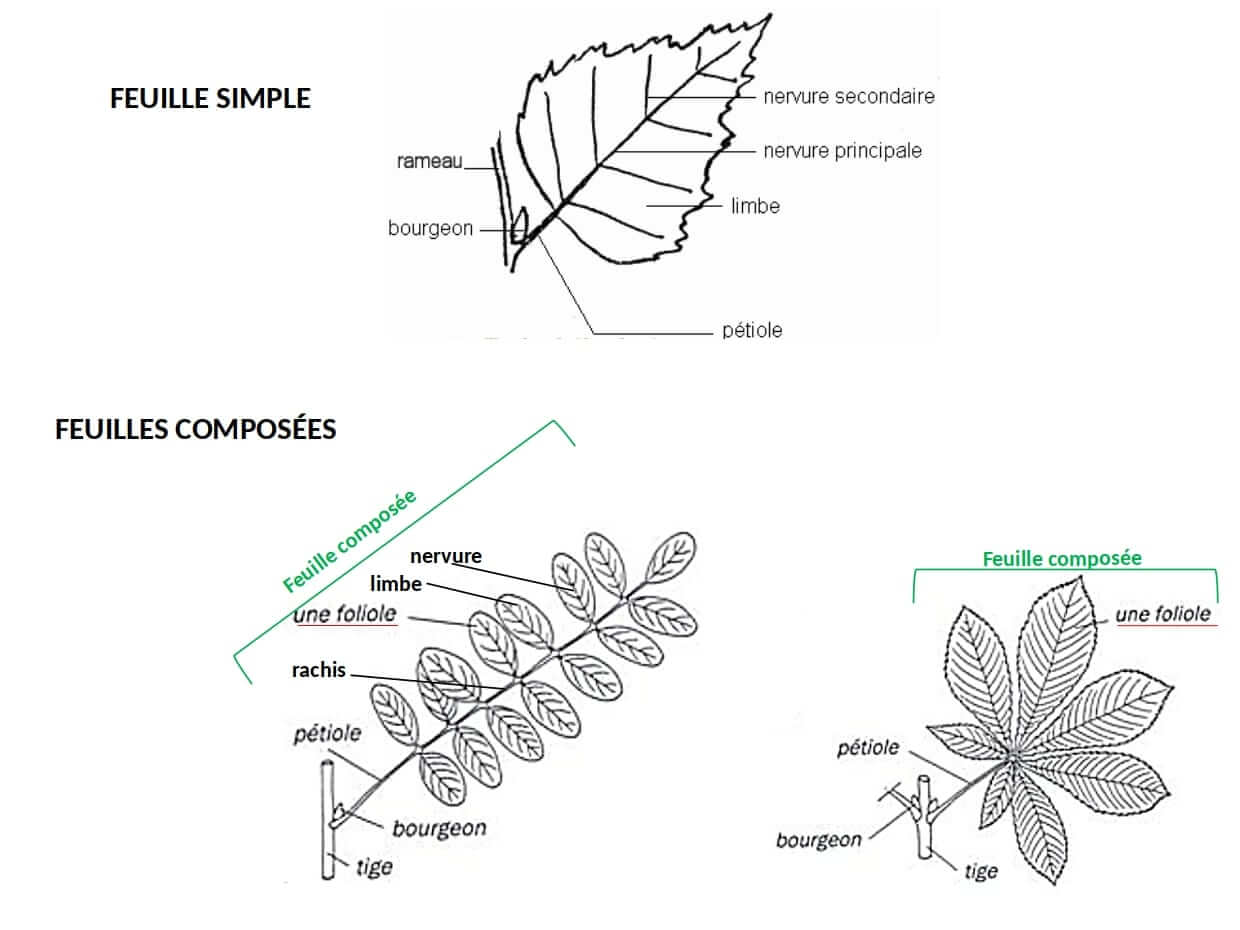 FEUILLE SIMPLE
nervure secondaire
nervure principale
rameau
limbe
bourgeon
pétiole
FEUILLES COMPOSÉES
Feuille composée
nervure
limbe
une foliole
rachis
pétiole
bourgeon
tige
Feuille composée
une foliole
pétiole
bourgeon
tige